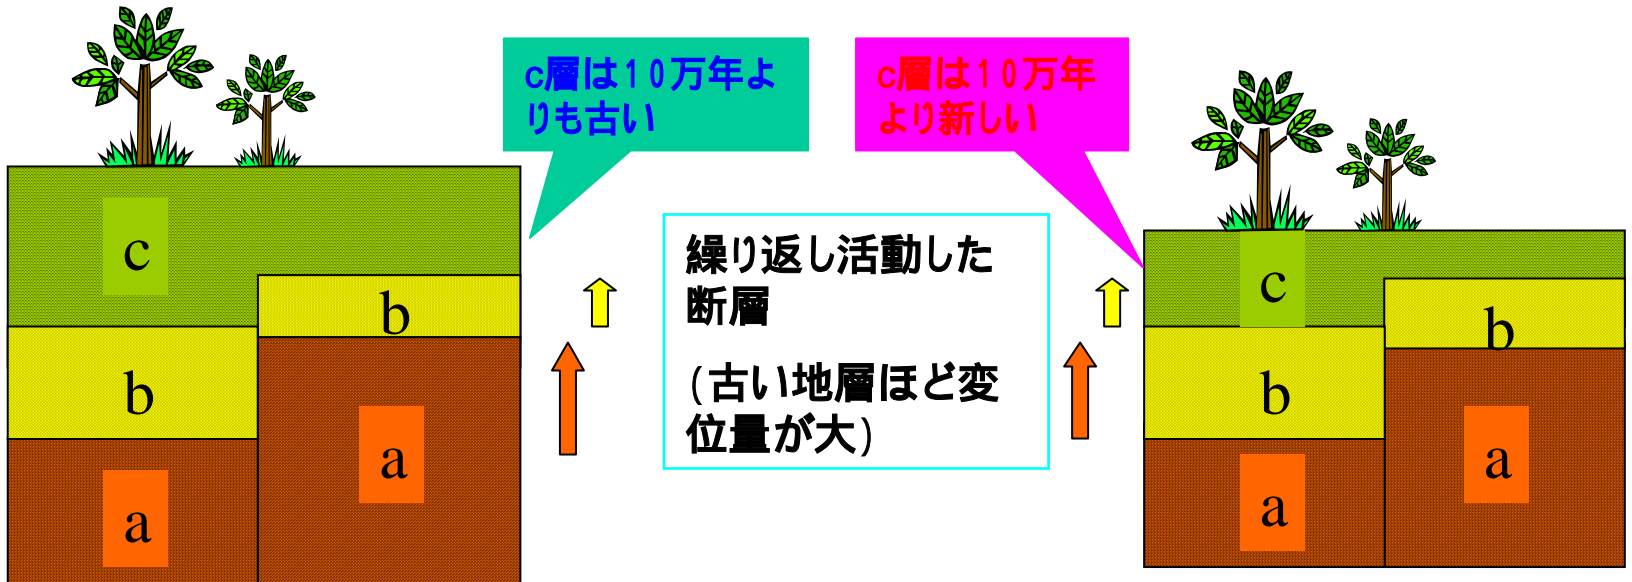 c層は10万年よ
りも古い
c層は10万年
より新しい
繰り返し活動した
断層
(古い地層ほど変
位量が大)
c
b
b
a
a
c
b
b
a
a